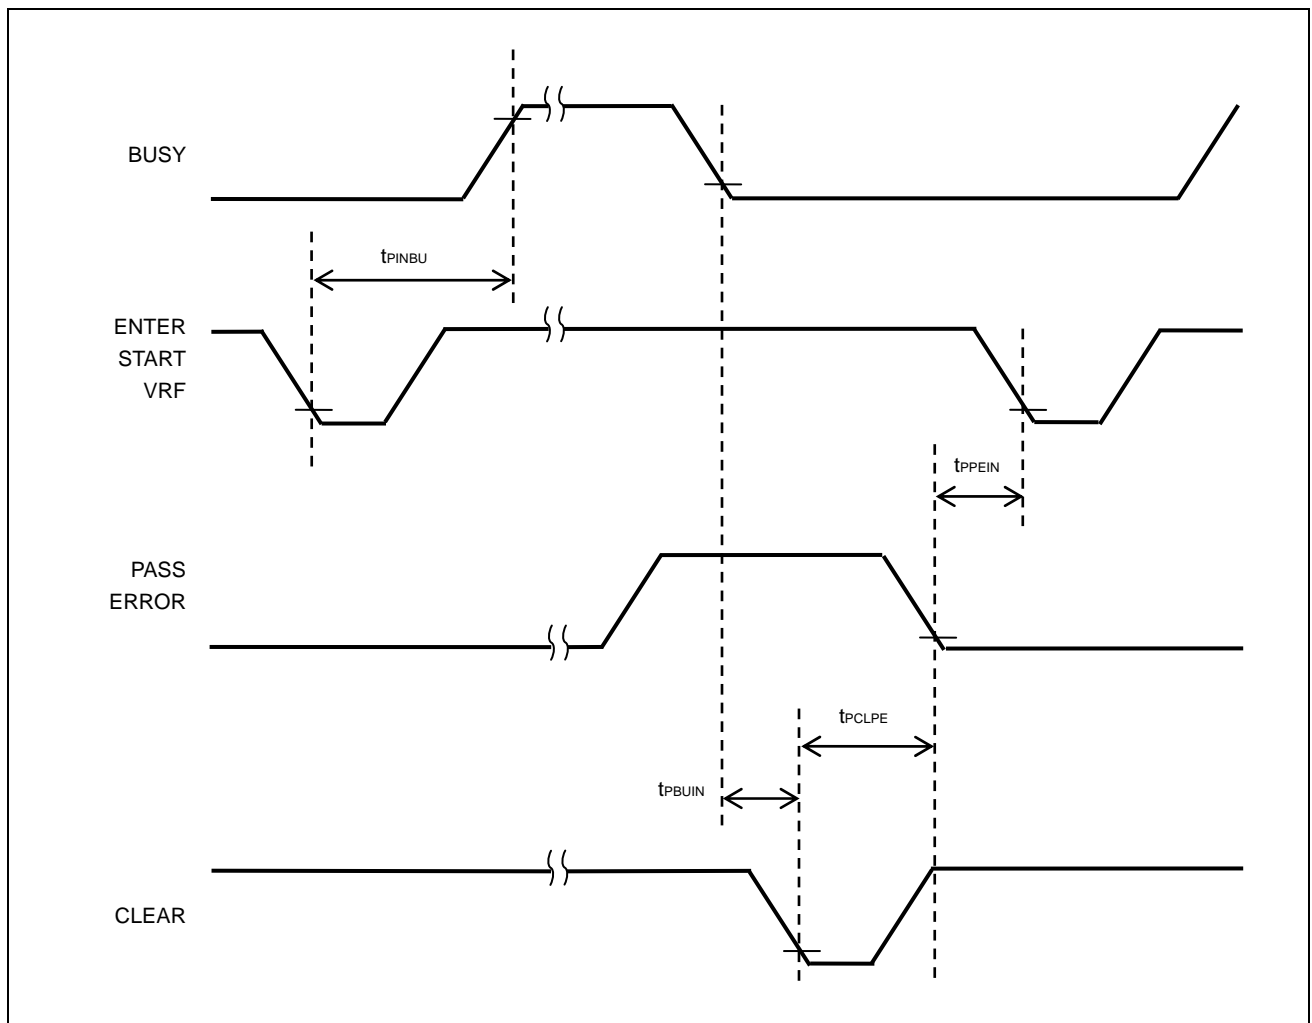 BUSY
tPINBU
ENTER
START
VRF
tPPEIN
PASS
ERROR
tPCLPE
tPBUIN
CLEAR